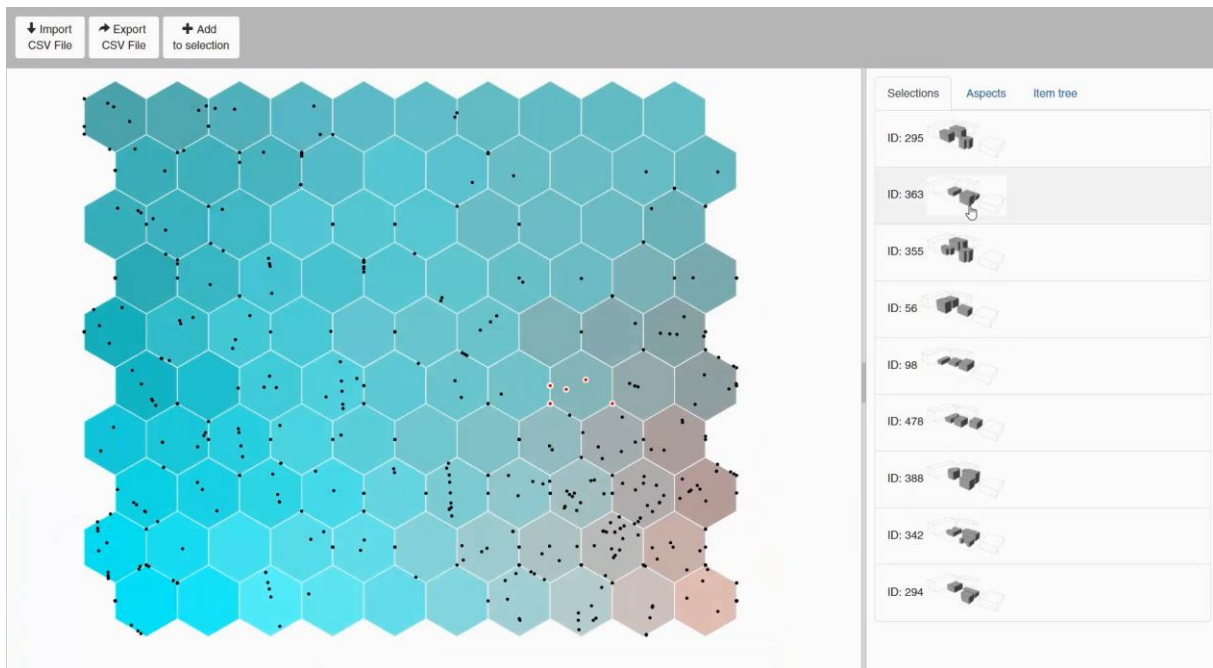 Import
CSV File
Export
CSV File
Add
to selection
Selections
Aspects
Item tree
ID: 295
ID: 363
ID: 355
ID: 56
ID: 98
ID: 478
ID: 388
ID: 342
ID: 294